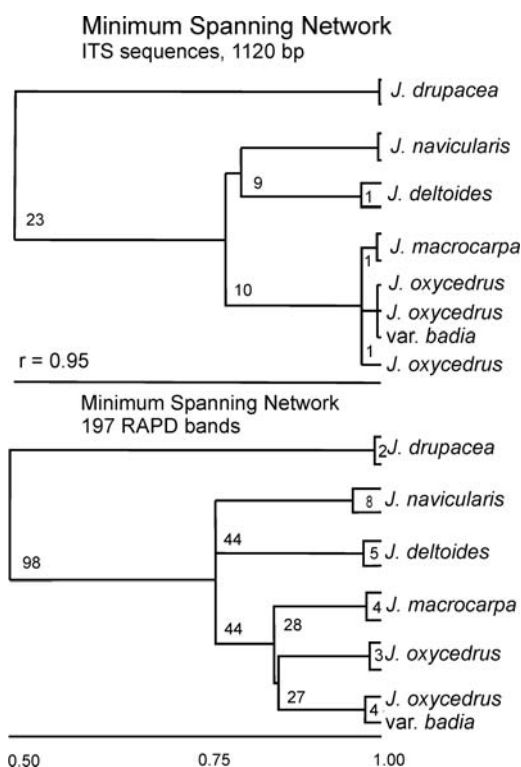 Minimum Spanning Network
ITS sequences, 1120 bp
J. drupacea
J. navicularis
9
1 J. deltoides
23
J. macrocarpa
1
10
J. oxycedrus
J. oxycedrus
var. badia
1
J. oxycedrus
r = 0.95
Minimum Spanning Network
197 RAPD bands
2 J. drupacea
8 J. navicularis
44
5 J. deltoides
98
4 J. macrocarpa
28
44
3 J. oxycedrus
27
J. oxycedrus
4
var. badia
0.50 0.75 1.00